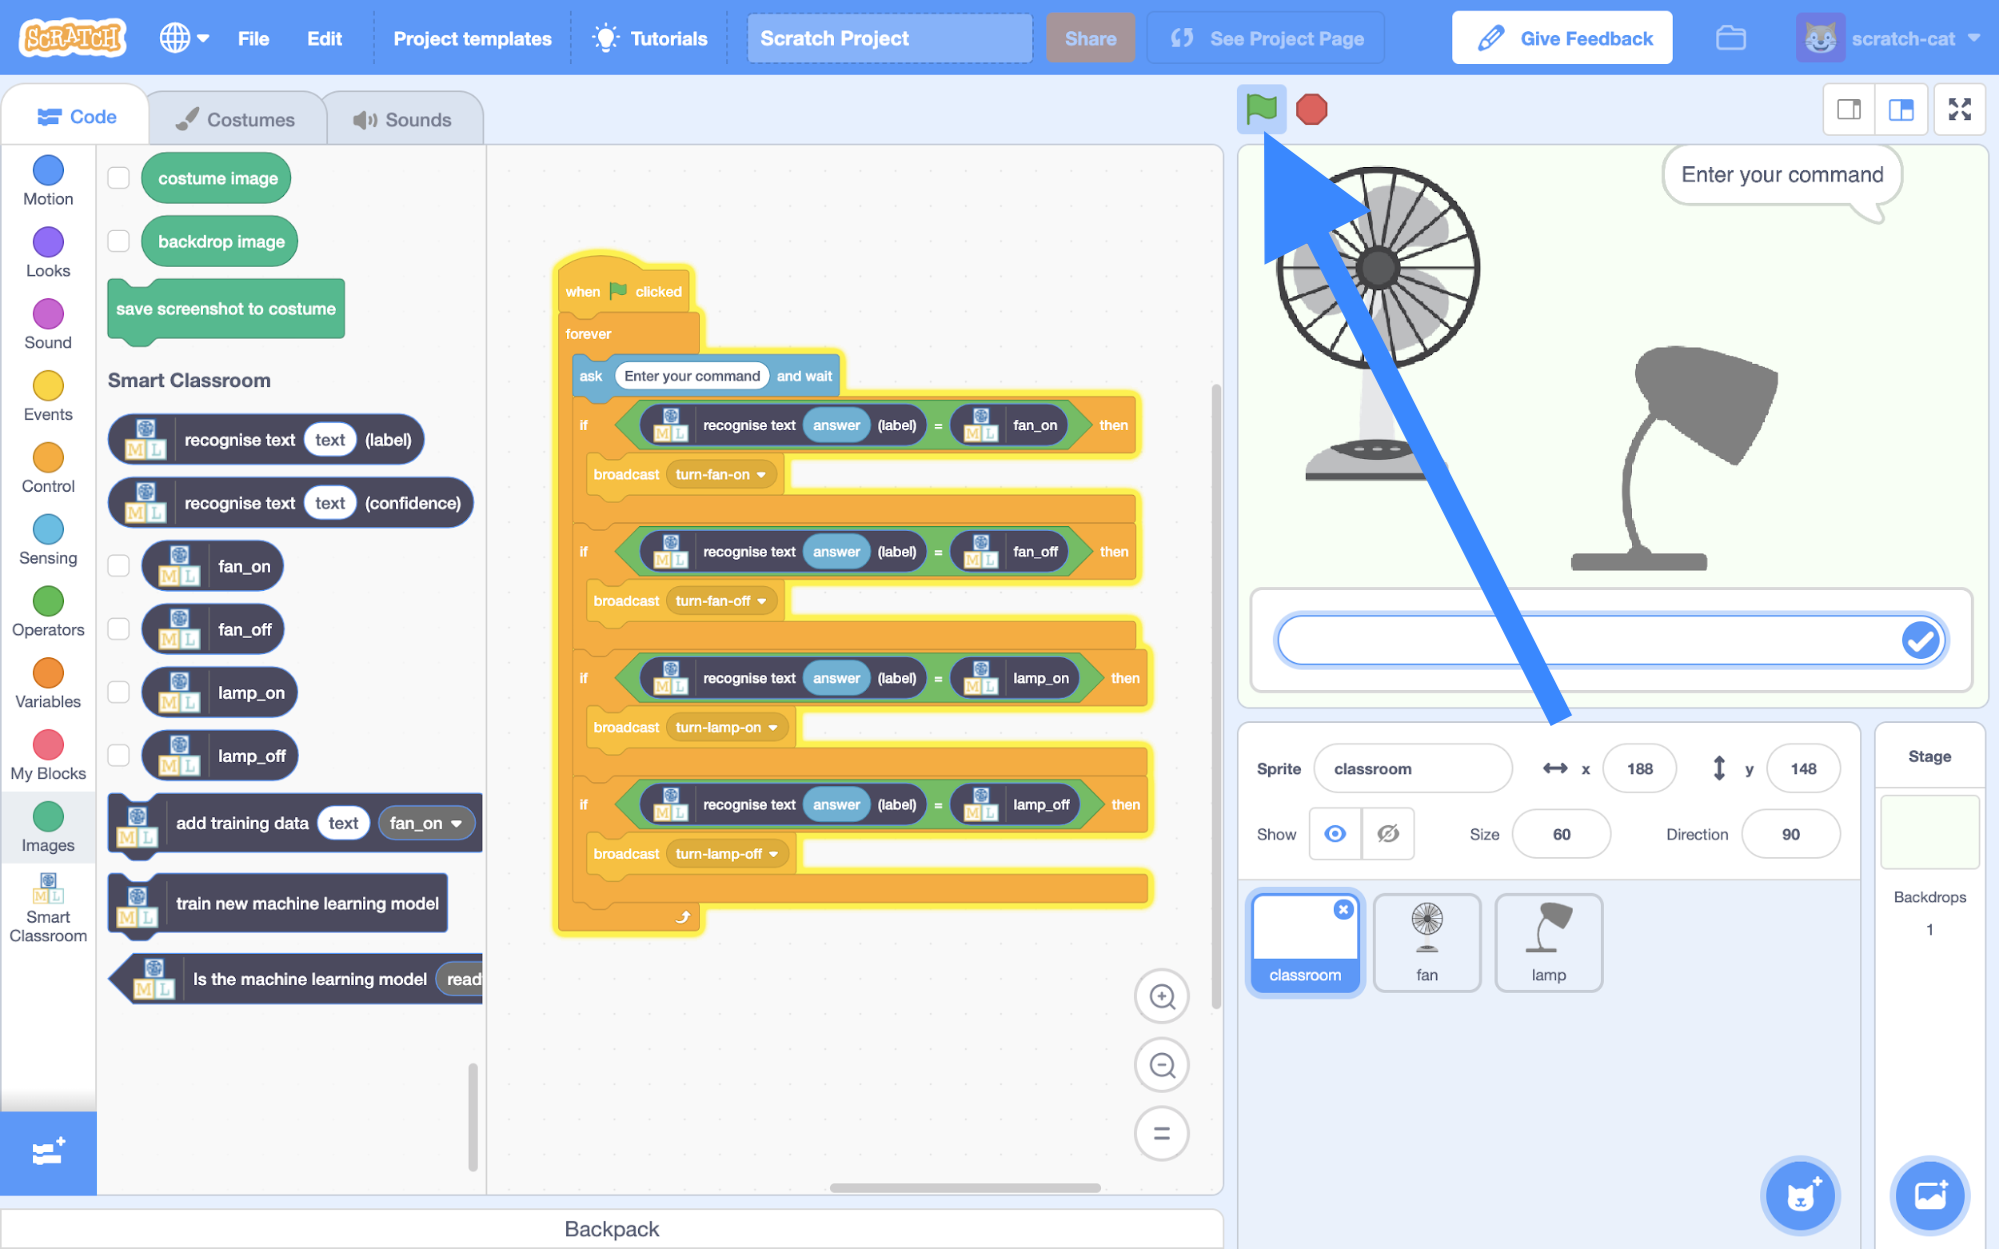 SCRATCH File Edit Project templates Tutorials Scratch Project Share See Project Page Give Feedback scratch-cat
Code Costumes Sounds
Motion
Looks
Sound
Events
Control
Sensing
Operators
Variables
My Blocks
Images
Smart
Classroom
costume image
backdrop image
save screenshot to costume
Smart Classroom
M L recognise text text (label)
M L recognise text text (confidence)
M L fan_on
M L fan_off
M L lamp_on
M L lamp_off
M L add training data text fan_on
M L train new machine learning model
M L Is the machine learning model read
when clicked
forever
ask Enter your command and wait
if M L recognise text answer (label) = M L fan_on then
broadcast turn-fan-on
if M L recognise text answer (label) = M L fan_off then
broadcast turn-fan-off
if M L recognise text answer (label) = M L lamp_on then
broadcast turn-lamp-on
if M L recognise text answer (label) = M L lamp_off then
broadcast turn-lamp-off
Backpack
Enter your command
Sprite classroom x 188 y 148
Show Size 60 Direction 90
classroom fan lamp
Stage
Backdrops
1